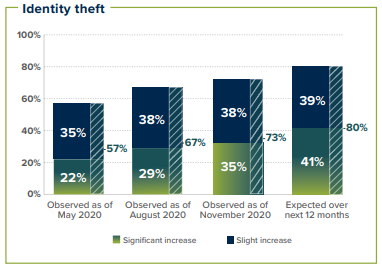 Identity theft
100%
80%
60%
40%
20%
0%
35%
22%
57%
38%
29%
67%
38%
35%
73%
39%
41%
80%
Observed as of
May 2020
Observed as of
August 2020
Observed as of
November 2020
Expected over
next 12 months
Significant increase
Slight increase